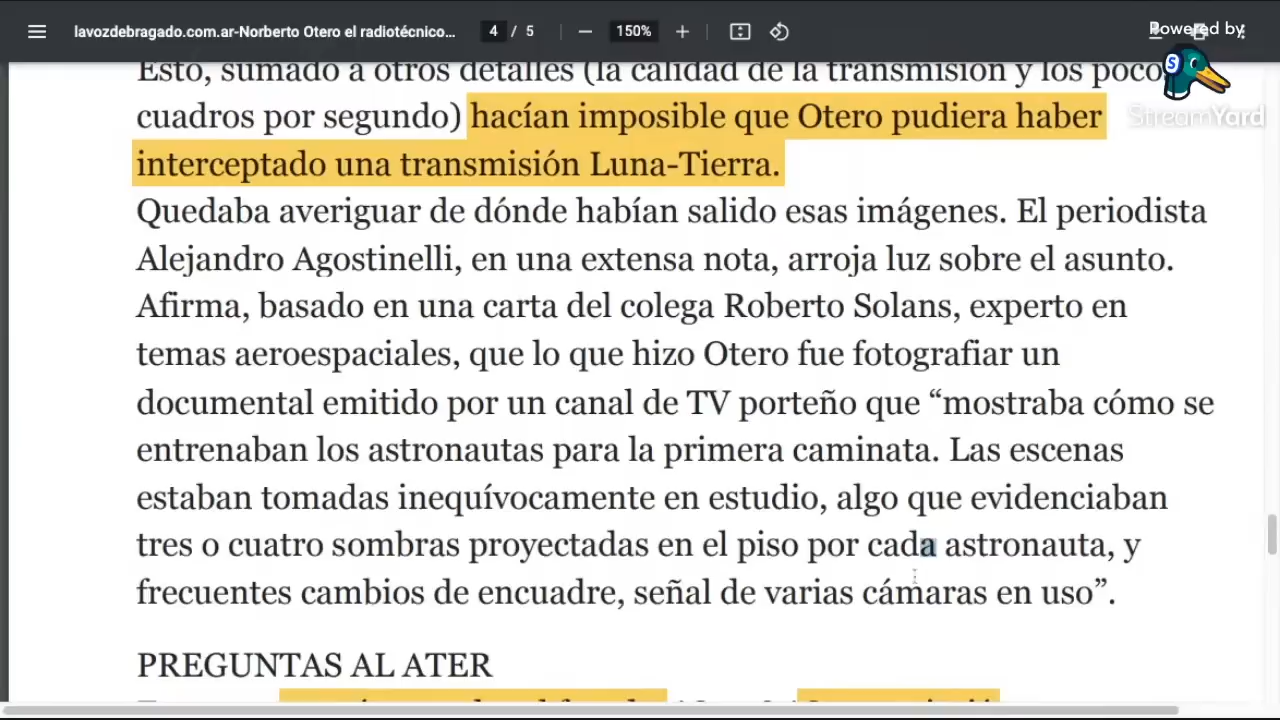 lavozdebragado.com.ar-Norberto Otero el radiotécnico...
4 / 5
150%
Powered by
StreamYard
Esto, sumado a otros detalles (la calidad de la transmisión y los pocos
cuadros por segundo) hacían imposible que Otero pudiera haber
interceptado una transmisión Luna-Tierra.
Quedaba averiguar de dónde habían salido esas imágenes. El periodista
Alejandro Agostinelli, en una extensa nota, arroja luz sobre el asunto.
Afirma, basado en una carta del colega Roberto Solans, experto en
temas aeroespaciales, que lo que hizo Otero fue fotografiar un
documental emitido por un canal de TV porteño que “mostraba cómo se
entrenaban los astronautas para la primera caminata. Las escenas
estaban tomadas inequívocamente en estudio, algo que evidenciaban
tres o cuatro sombras proyectadas en el piso por cada astronauta, y
frecuentes cambios de encuadre, señal de varias cámaras en uso”.
PREGUNTAS AL ATER